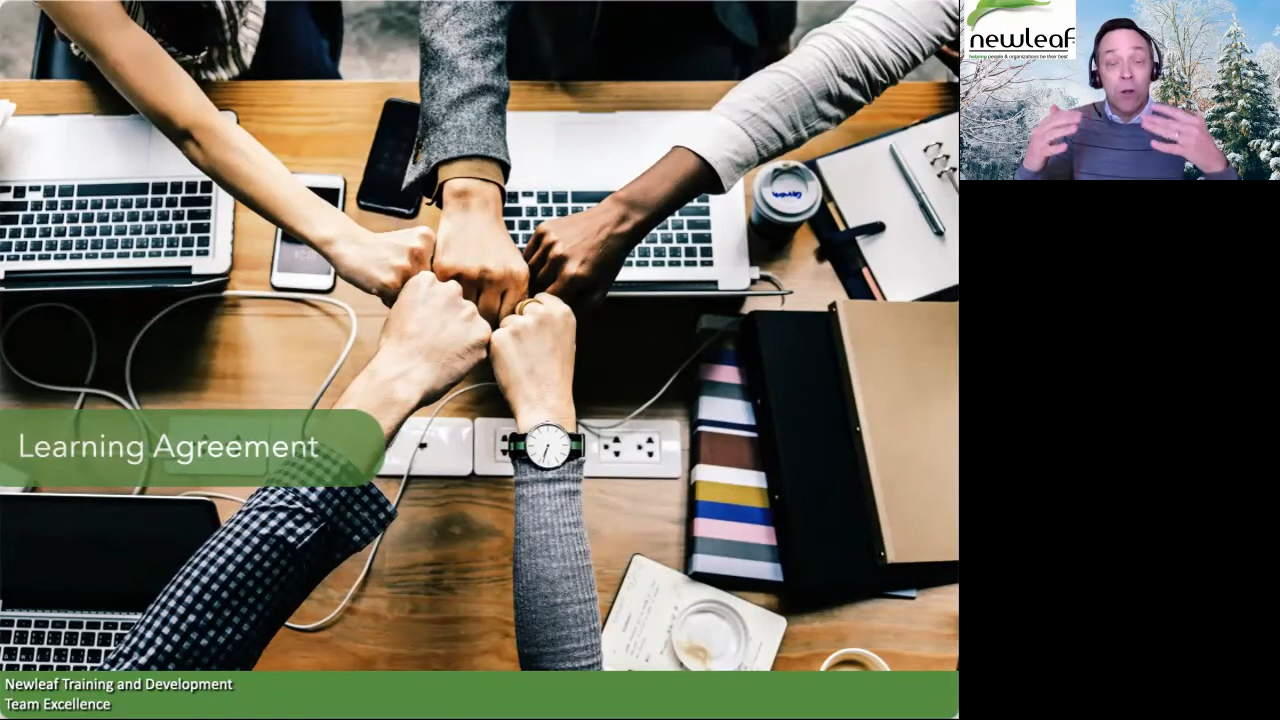 newleaf
helping people & organizations be their best
Learning Agreement
Newleaf Training and Development
Team Excellence